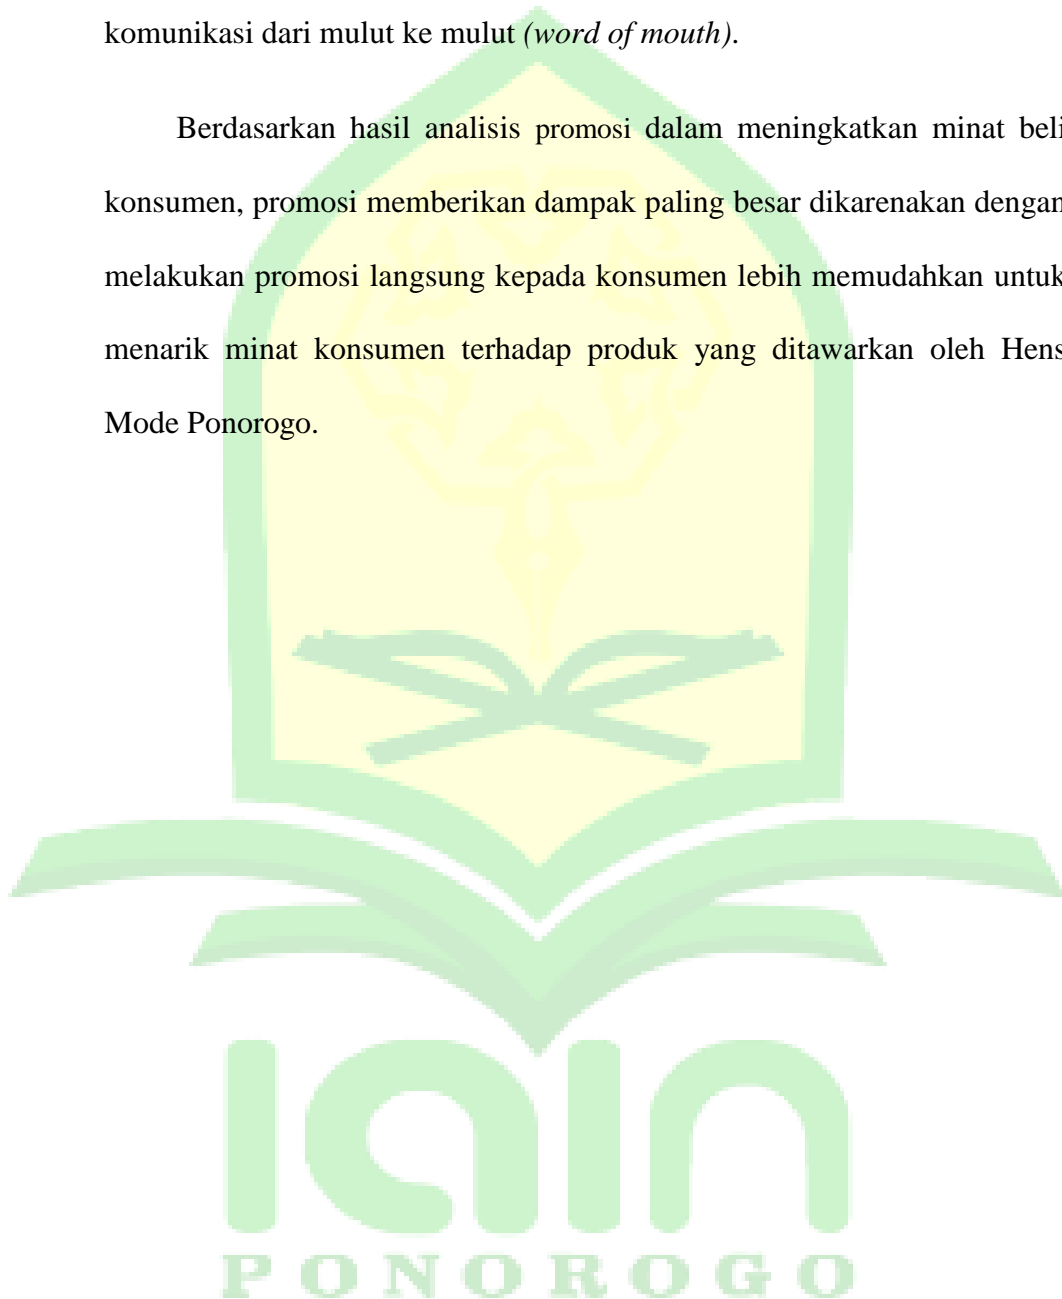 komunikasi dari mulut ke mulut (word of mouth).
Berdasarkan hasil analisis promosi dalam meningkatkan minat beli
konsumen, promosi memberikan dampak paling besar dikarenakan dengan
melakukan promosi langsung kepada konsumen lebih memudahkan untuk
menarik minat konsumen terhadap produk yang ditawarkan oleh Hens
Mode Ponorogo.
iain
PONOROGO